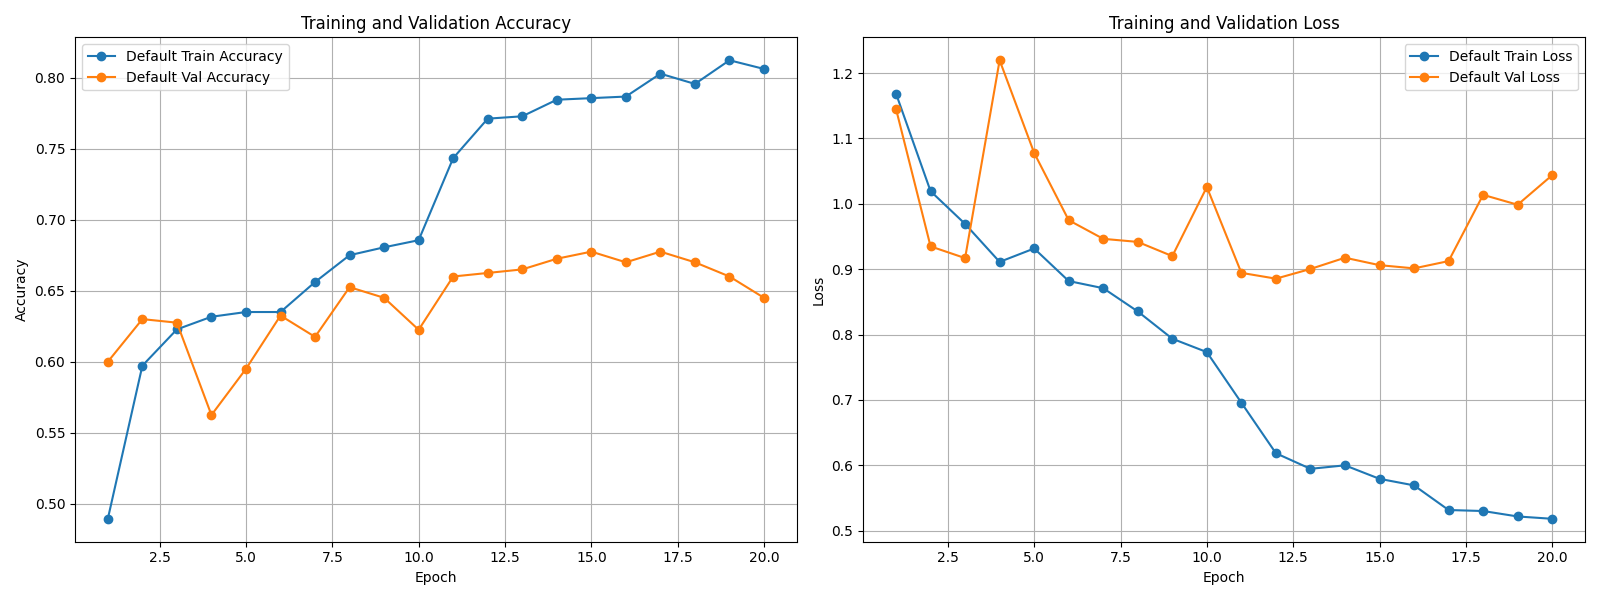 Training and Validation Accuracy
Default Train Accuracy
Default Val Accuracy
Accuracy
0.80
0.75
0.70
0.65
0.60
0.55
0.50
2.5 5.0 7.5 10.0 12.5 15.0 17.5 20.0
Epoch
Training and Validation Loss
Default Train Loss
Default Val Loss
Loss
1.2
1.1
1.0
0.9
0.8
0.7
0.6
0.5
2.5 5.0 7.5 10.0 12.5 15.0 17.5 20.0
Epoch